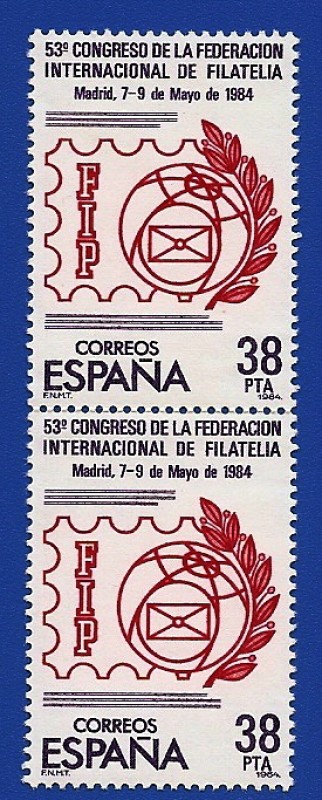 53º CONGRESO DE LA FEDERACION
INTERNACIONAL DE FILATELIA
Madrid, 7-9 de Mayo de 1984
FIP
CORREOS
ESPAÑA
38
PTA
F.N.M.T.
1984.
53º CONGRESO DE LA FEDERACION
INTERNACIONAL DE FILATELIA
Madrid, 7-9 de Mayo de 1984
FIP
CORREOS
ESPAÑA
38
PTA
F.N.M.T.
1984.